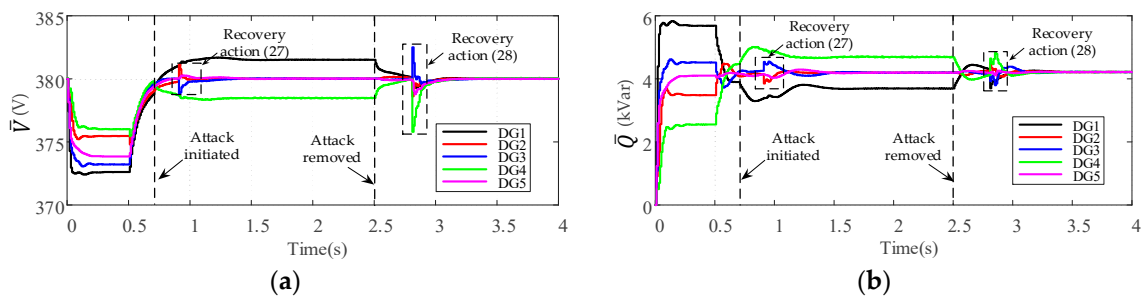 385
380
375
370
V̅ (V)
Recovery
action (27)
Recovery
action (28)
Attack
initiated
Attack
removed
DG1
DG2
DG3
DG4
DG5
0 0.5 1 1.5 2 2.5 3 3.5 4
Time(s)
(a)
6
4
2
0
Q̅ (kVar)
Recovery
action (27)
Recovery
action (28)
Attack
initiated
Attack
removed
DG1
DG2
DG3
DG4
DG5
0 0.5 1 1.5 2 2.5 3 3.5 4
Time(s)
(b)